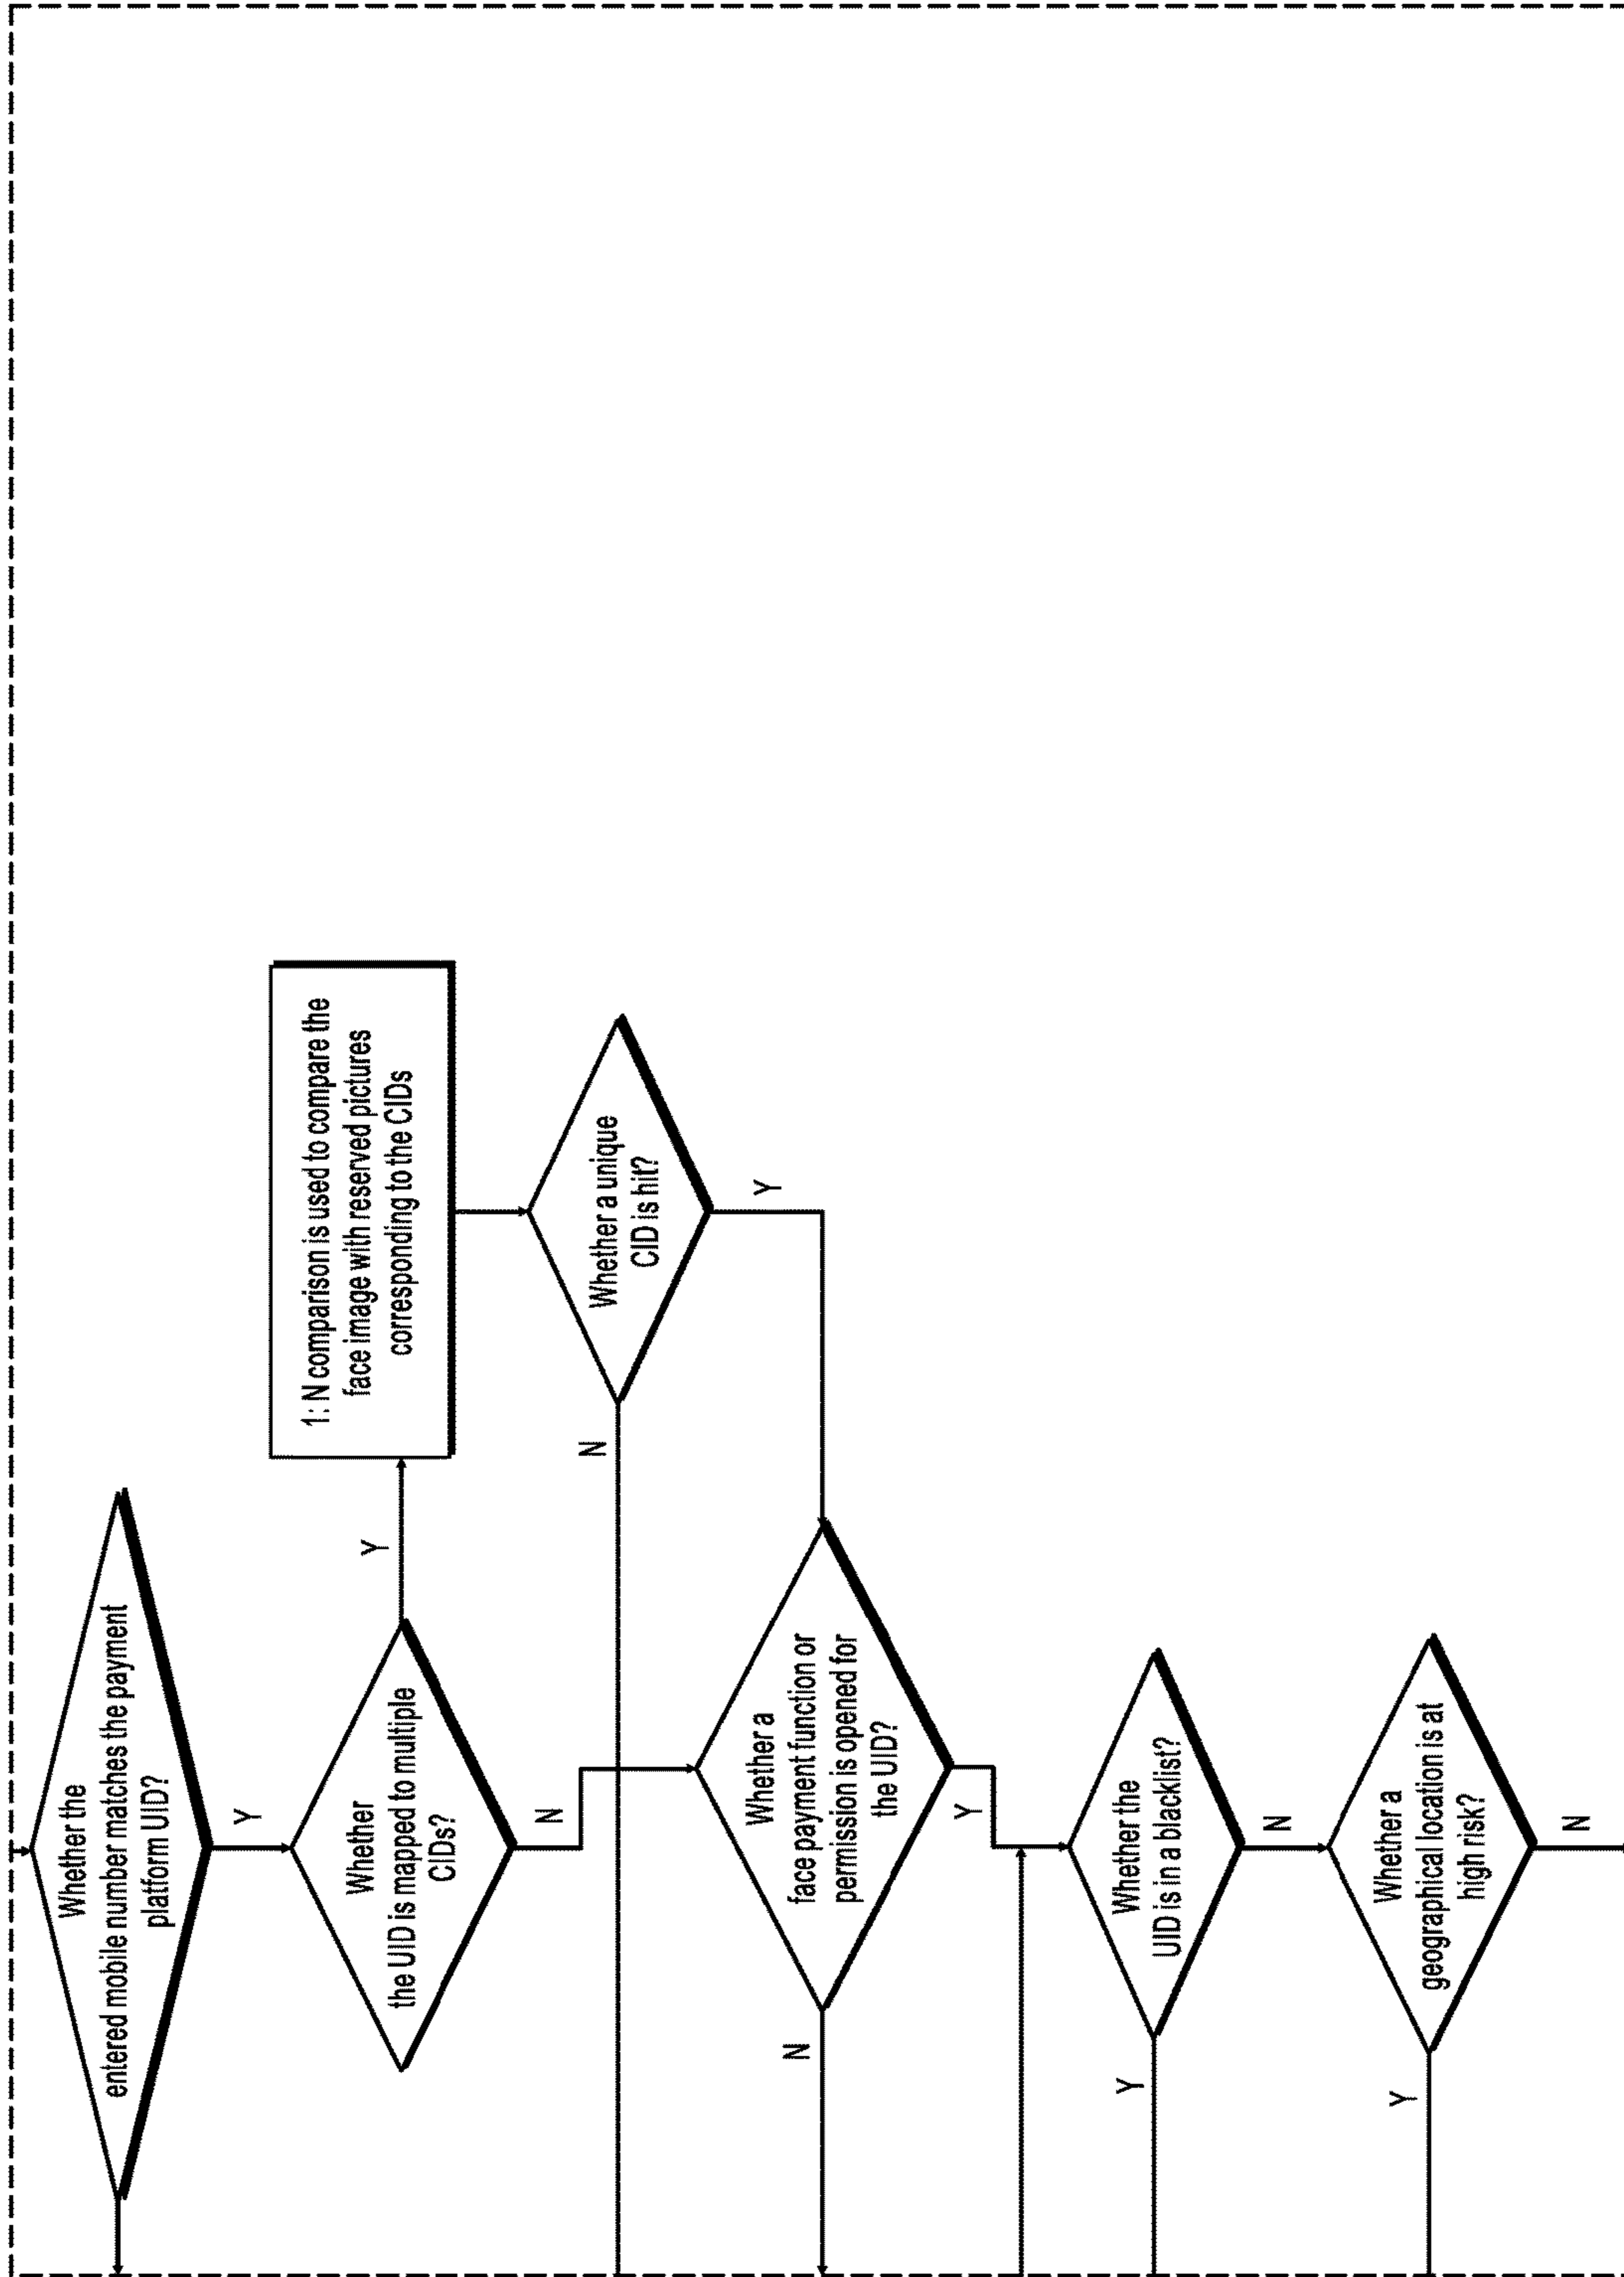 Whether the
entered mobile number matches the payment
platform UID?
Y
Whether
the UID is mapped to multiple
CIDs?
Y
1: N comparison is used to compare the
face image with reserved pictures
corresponding to the CIDs
N
Whether a unique
CID is hit?
N
Y
Whether a
face payment function or
permission is opened for
the UID?
N
Y
Whether the
UID is in a blacklist?
Y
N
Whether a
geographical location is at
high risk?
Y
N